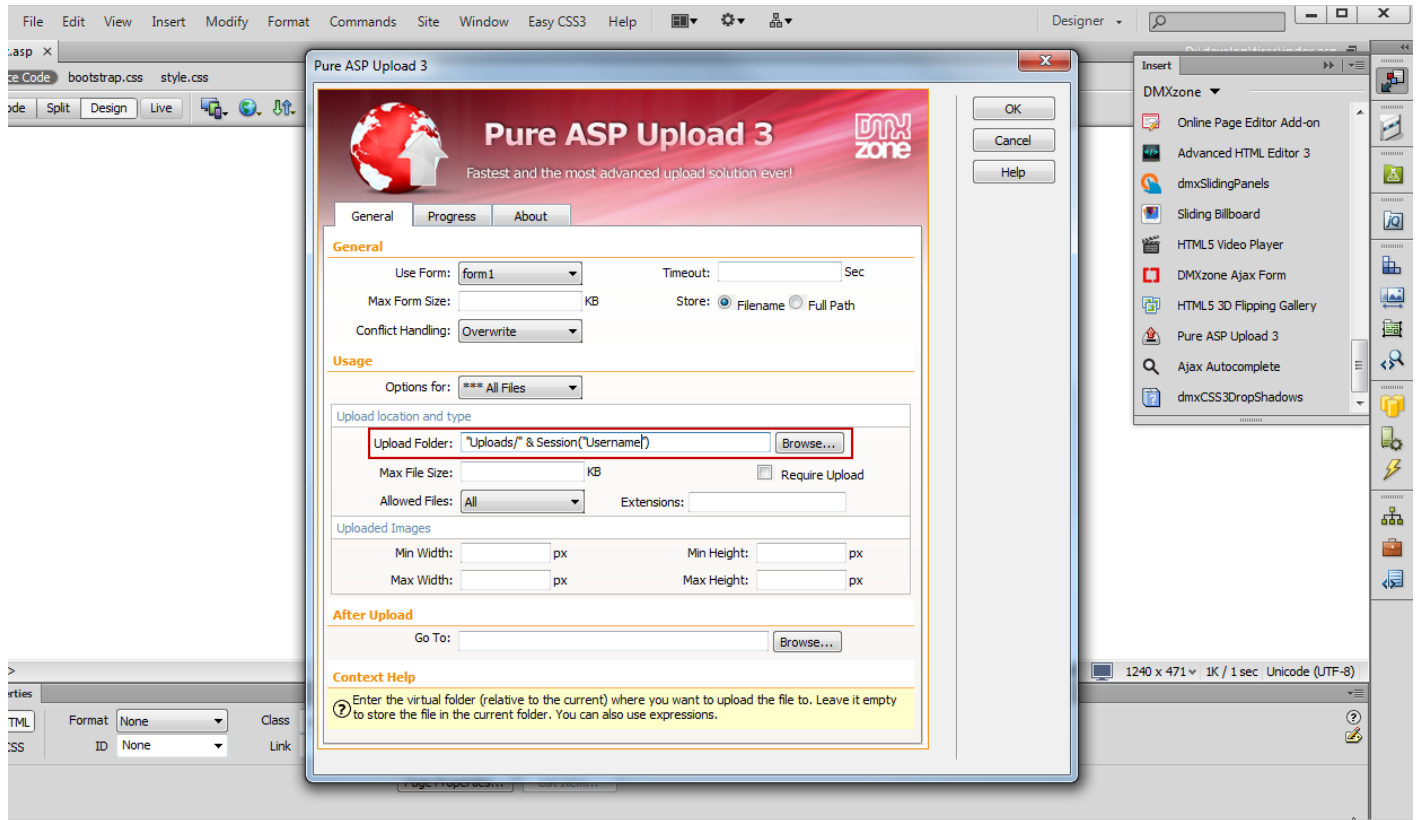 File Edit View Insert Modify Format Commands Site Window Easy CSS3 Help Designer
.asp
Pure ASP Upload 3
Code bootstrap.css style.css
Split Design Live
Pure ASP Upload 3
DMX zone
Fastest and the most advanced upload solution ever!
OK
Cancel
Help
General Progress About
General
Use Form: form1 Timeout: Sec
Max Form Size: KB Store: Filename Full Path
Conflict Handling: Overwrite
Usage
Options for: *** All Files
Upload location and type
Upload Folder: "Uploads/" & Session("Username") Browse...
Max File Size: KB Require Upload
Allowed Files: All Extensions:
Uploaded Images
Min Width: px Min Height: px
Max Width: px Max Height: px
After Upload
Go To: Browse...
Context Help
Enter the virtual folder (relative to the current) where you want to upload the file to. Leave it empty
to store the file in the current folder. You can also use expressions.
Insert
DMXzone
Online Page Editor Add-on
Advanced HTML Editor 3
dmxSlidingPanels
Sliding Billboard
HTML5 Video Player
DMXzone Ajax Form
HTML5 3D Flipping Gallery
Pure ASP Upload 3
Ajax Autocomplete
dmxCSS3DropShadows
jQ
1240 x 471 1K / 1 sec Unicode (UTF-8)
Format None Class
ID None Link
Page Properties... List Item...